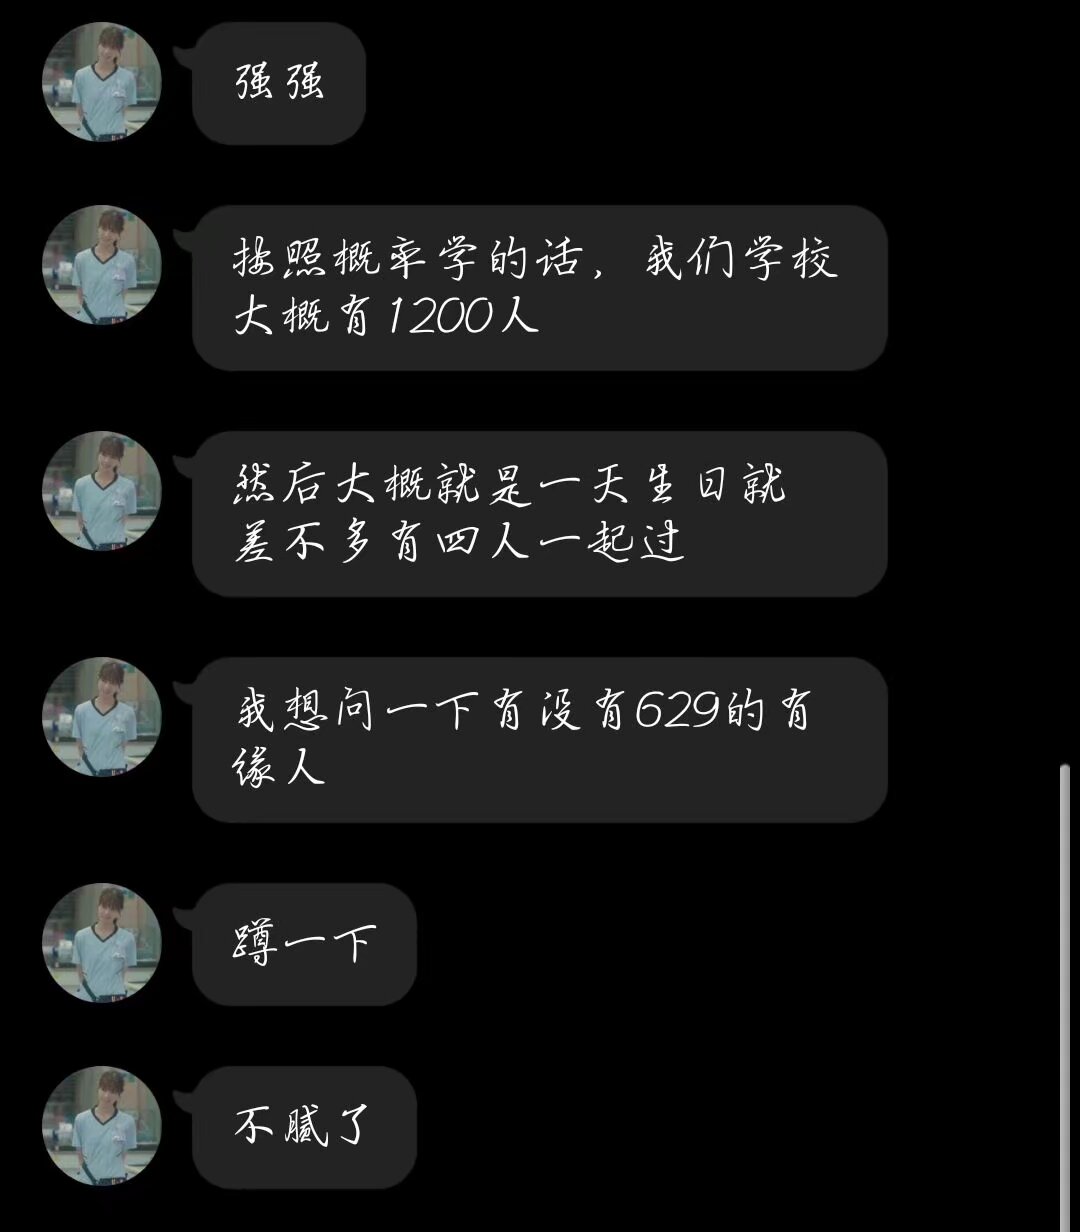 强强
按照概率学的话，我们学校
大概有1200人
然后大概就是一天生日就
差不多有四人一起过
我想问一下有没有629的有
缘人
蹲一下
不腻了